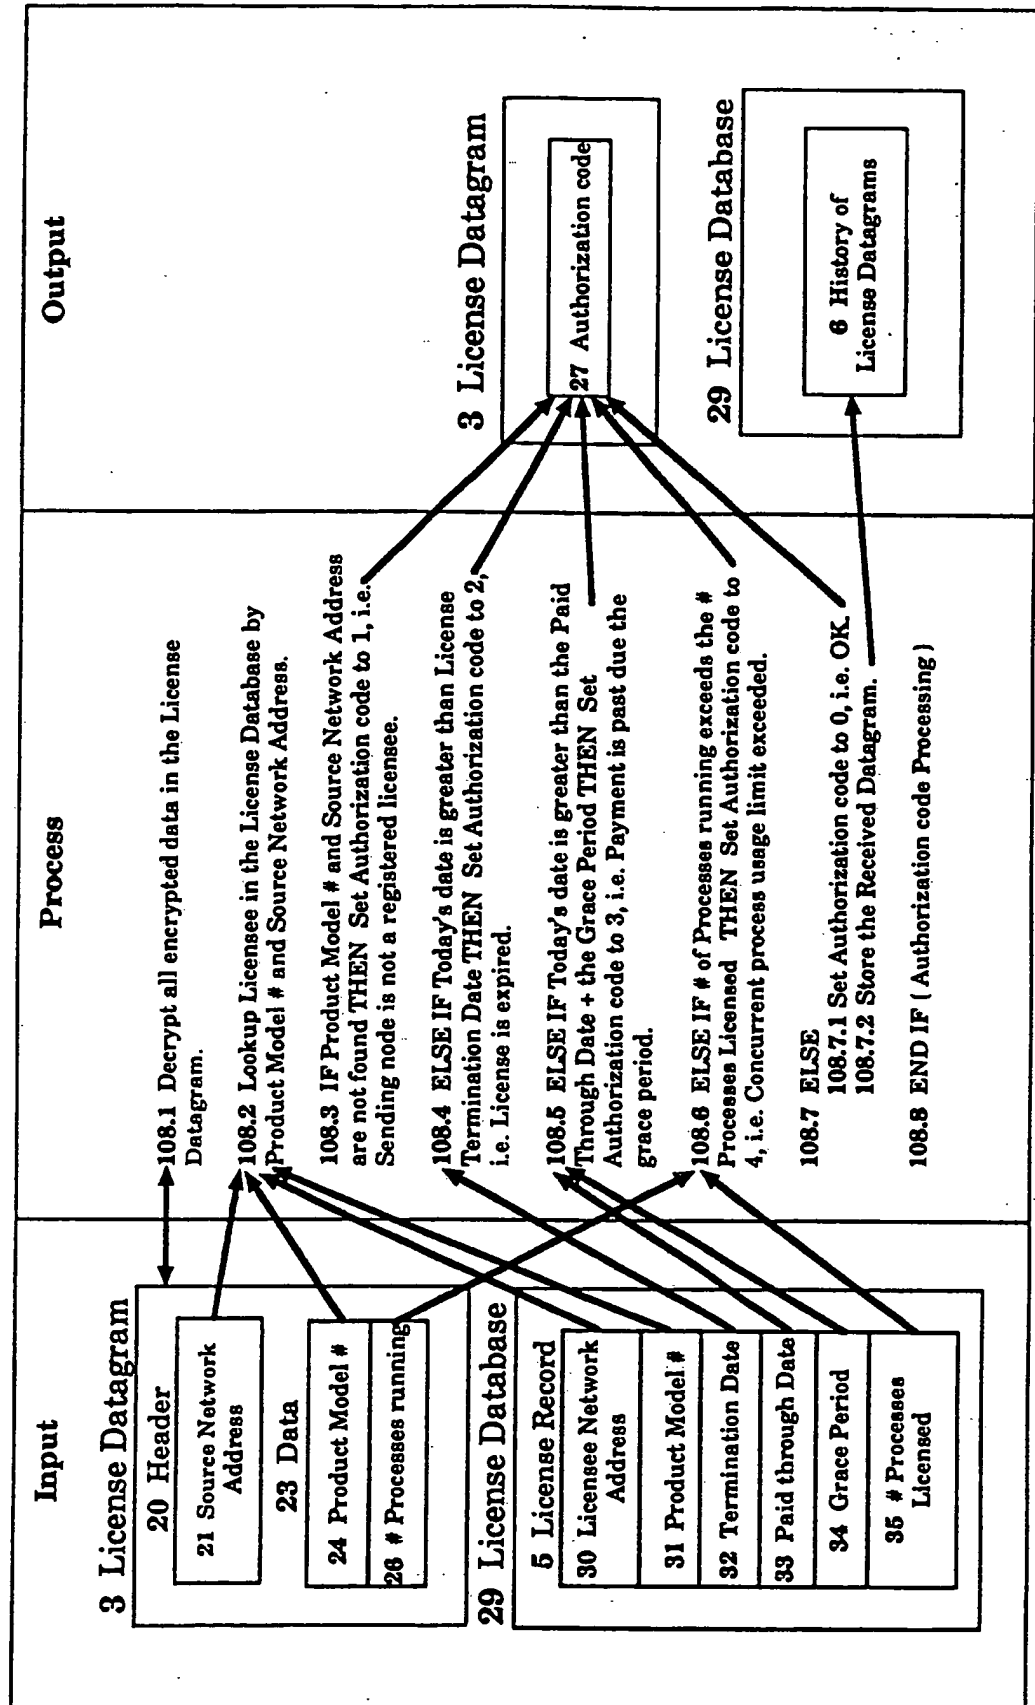 Input
3 License Datagram
20 Header
21 Source Network
Address
23 Data
24 Product Model #
26 # Processes running
29 License Database
5 License Record
30 Licensee Network
Address
31 Product Model #
32 Termination Date
33 Paid through Date
34 Grace Period
35 # Processes
Licensed
Process
108.1 Decrypt all encrypted data in the License
Datagram.
108.2 Lookup Licensee in the License Database by
Product Model # and Source Network Address.
108.3 IF Product Model # and Source Network Address
are not found THEN Set Authorization code to 1, i.e.
Sending node is not a registered licensee.
108.4 ELSE IF Today's date is greater than License
Termination Date THEN Set Authorization code to 2,
i.e. License is expired.
108.5 ELSE IF Today's date is greater than the Paid
Through Date + the Grace Period THEN Set
Authorization code to 3, i.e. Payment is past due the
grace period.
108.6 ELSE IF # of Processes running exceeds the #
Processes Licensed THEN Set Authorization code to
4, i.e. Concurrent process usage limit exceeded.
108.7 ELSE
108.7.1 Set Authorization code to 0, i.e. OK.
108.7.2 Store the Received Datagram.
108.8 END IF ( Authorization code Processing )
Output
3 License Datagram
27 Authorization code
29 License Database
6 History of
License Datagrams